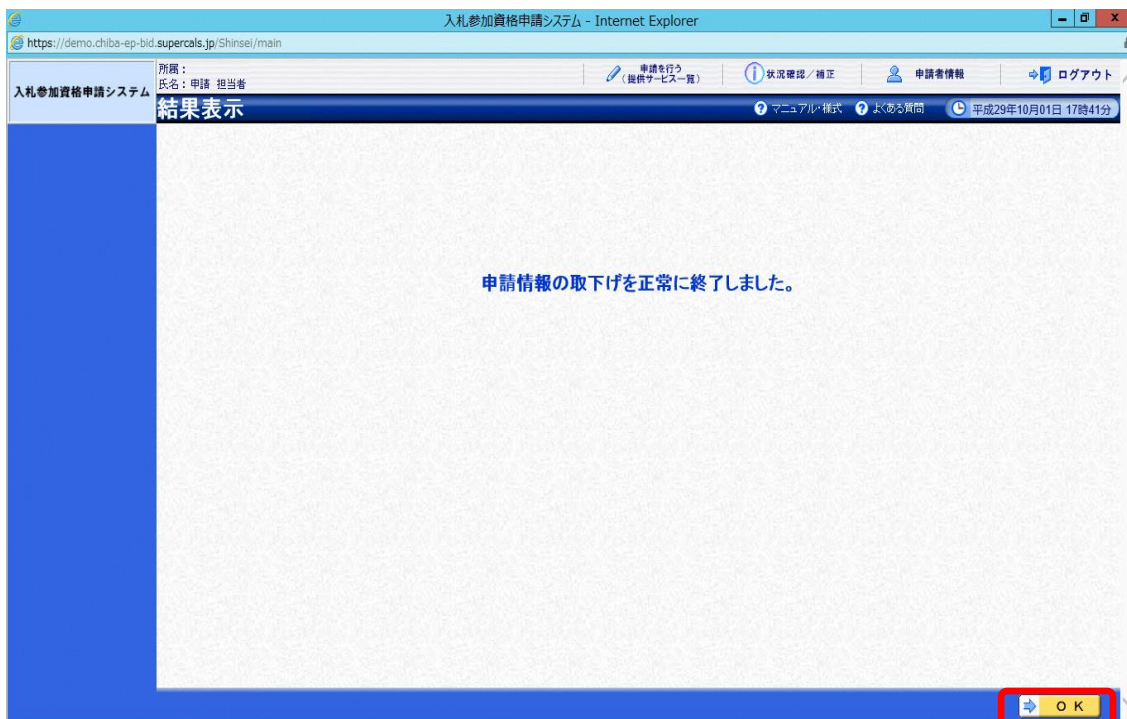 入札参加資格申請システム - Internet Explorer
https://demo.chiba-ep-bid.supercals.jp/Shinsei/main
入札参加資格申請システム
所属：
氏名：申請 担当者
申請を行う
（提供サービス一覧）
状況確認／補正
申請者情報
ログアウト
結果表示
マニュアル・様式
よくある質問
平成29年10月01日 17時41分
申請情報の取下げを正常に終了しました。
ＯＫ